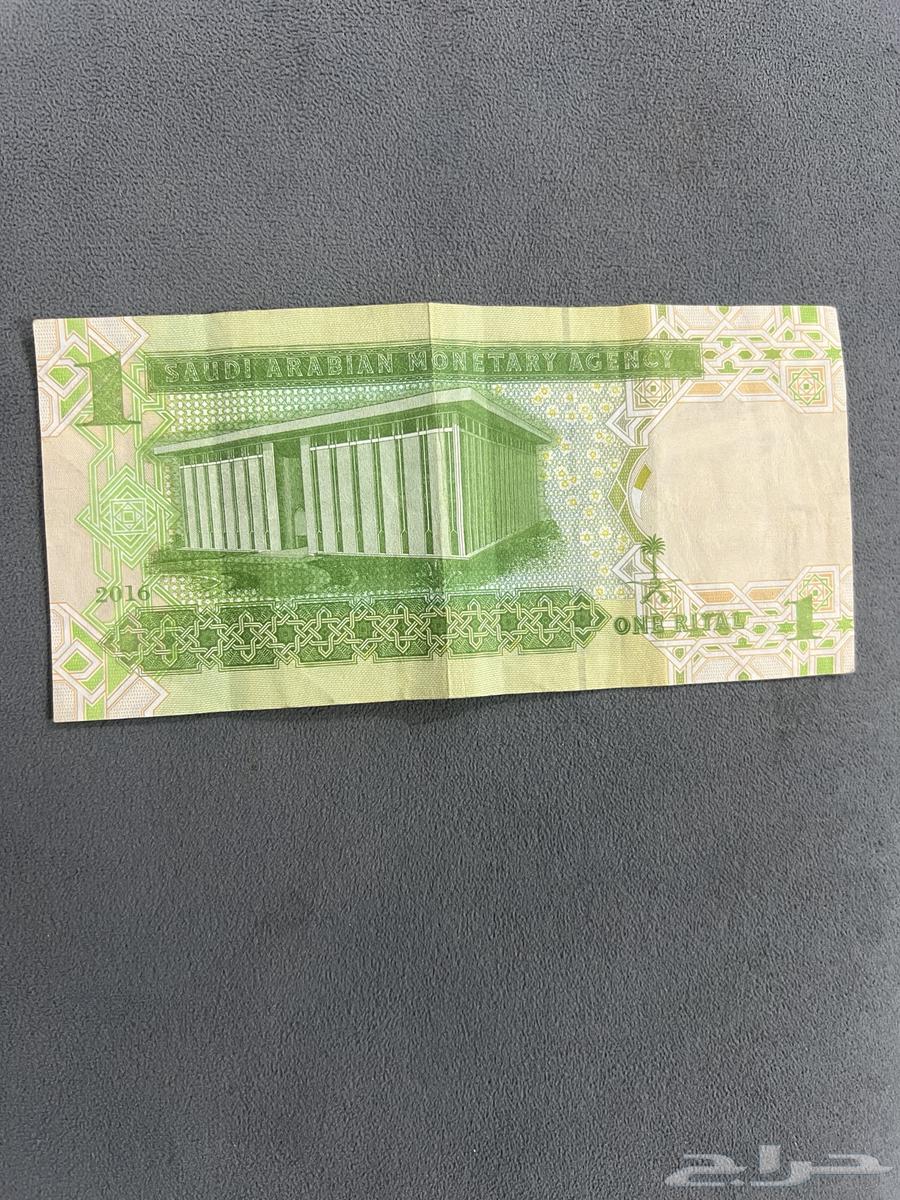 1
SAUDI ARABIAN MONETARY AGENCY
2016
ONE RIYAL
1
حراج